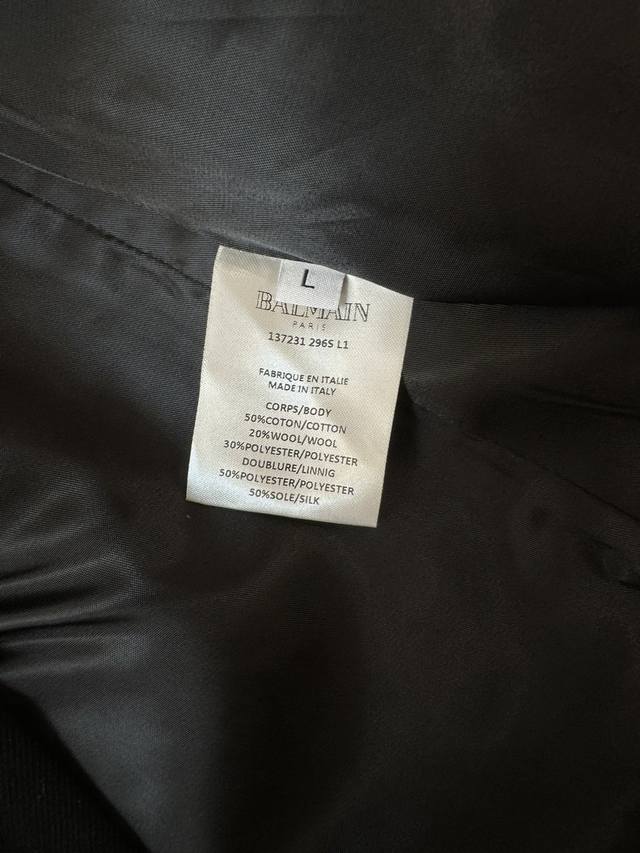 L
BALMAIN
PARIS
137231 296S L1
FABRIQUE EN ITALIE
MADE IN ITALY
CORPS/BODY
50%COTON/COTTON
20%WOOL/WOOL
30%POLYESTER/POLYESTER
DOUBLURE/LINNIG
50%POLYESTER/POLYESTER
50%SOLE/SILK